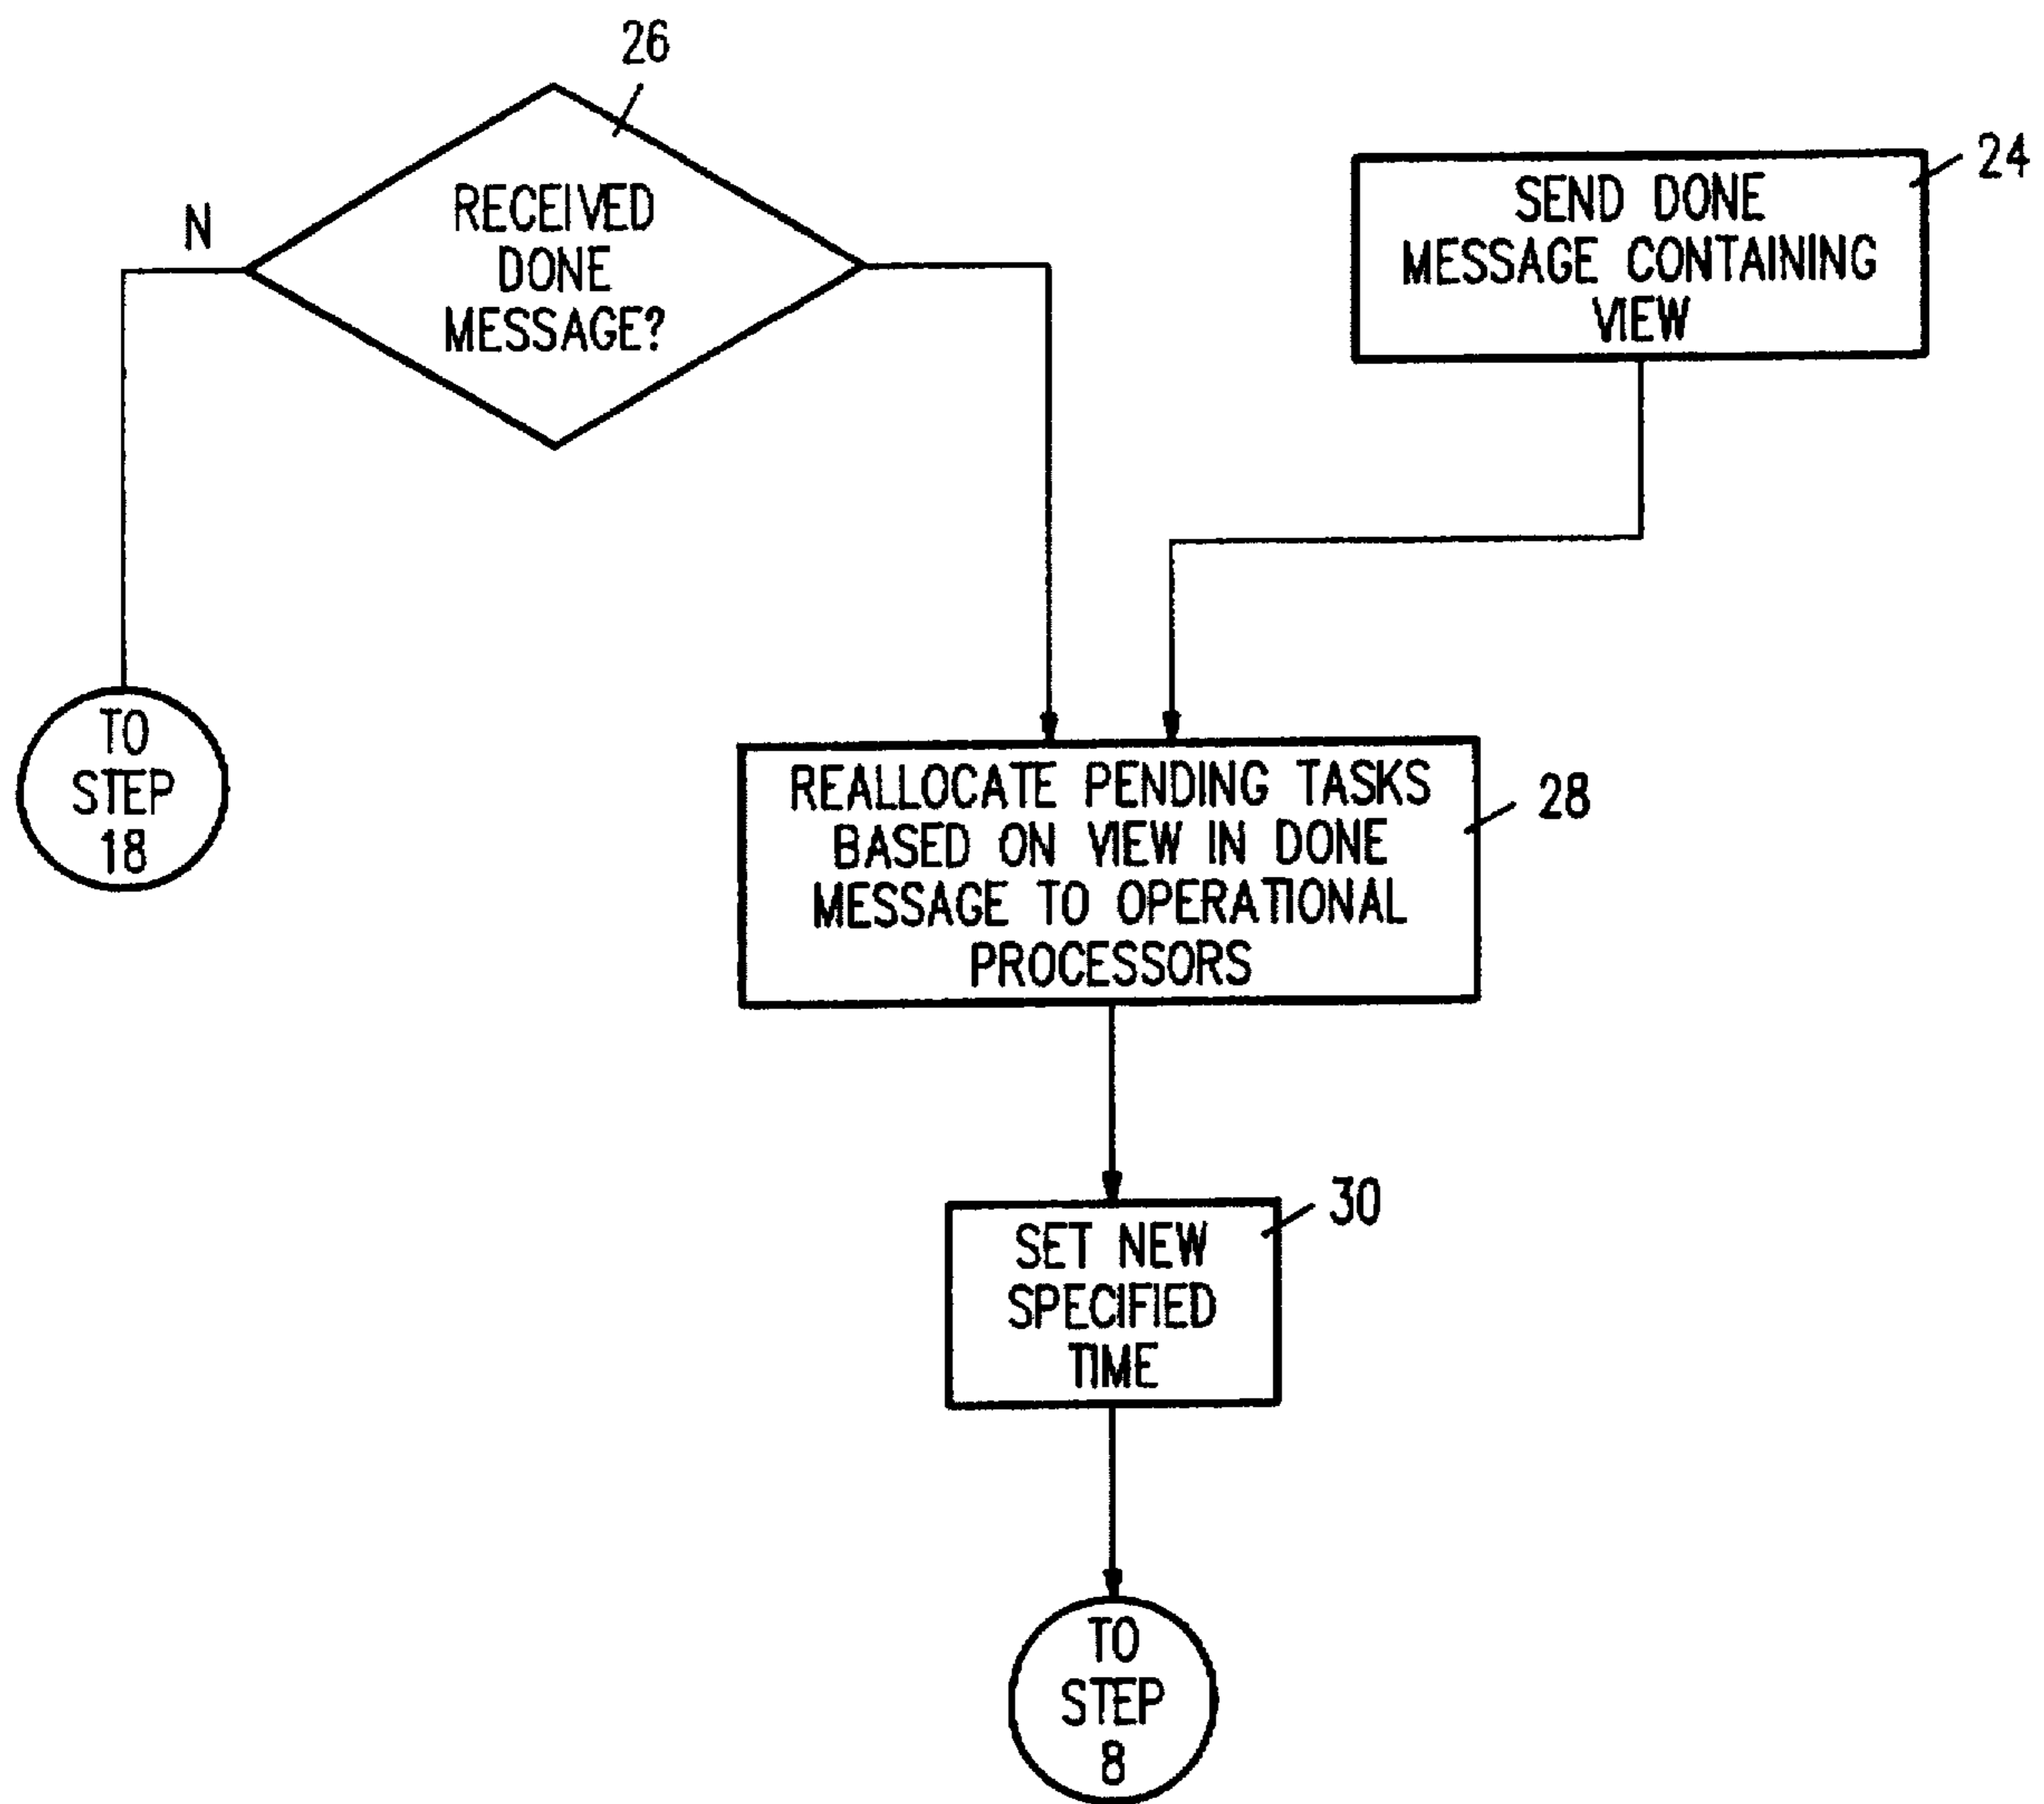 26
RECEIVED
DONE
MESSAGE?
N
24
SEND DONE
MESSAGE CONTAINING
VIEW
TO
STEP
18
REALLOCATE PENDING TASKS
BASED ON VIEW IN DONE
MESSAGE TO OPERATIONAL
PROCESSORS
28
30
SET NEW
SPECIFIED
TIME
TO
STEP
8